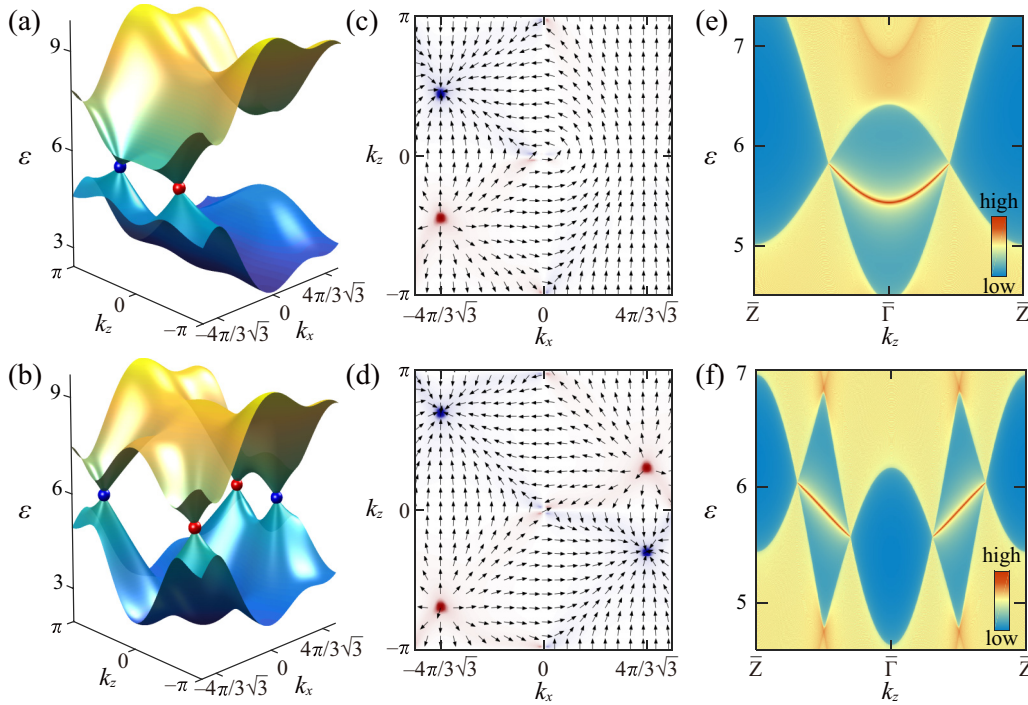 (a)
9
6
ε
3
π
0
k_z
−π
−4π/3√3
0
k_x
4π/3√3
(c)
π
k_z
0
−π
−4π/3√3
0
4π/3√3
k_x
(e)
7
6
ε
5
high
low
Z̅
Γ̅
Z̅
k_z
(b)
9
6
ε
3
π
0
k_z
−π
−4π/3√3
0
k_x
4π/3√3
(d)
π
k_z
0
−π
−4π/3√3
0
4π/3√3
k_x
(f)
7
6
ε
5
high
low
Z̅
Γ̅
Z̅
k_z